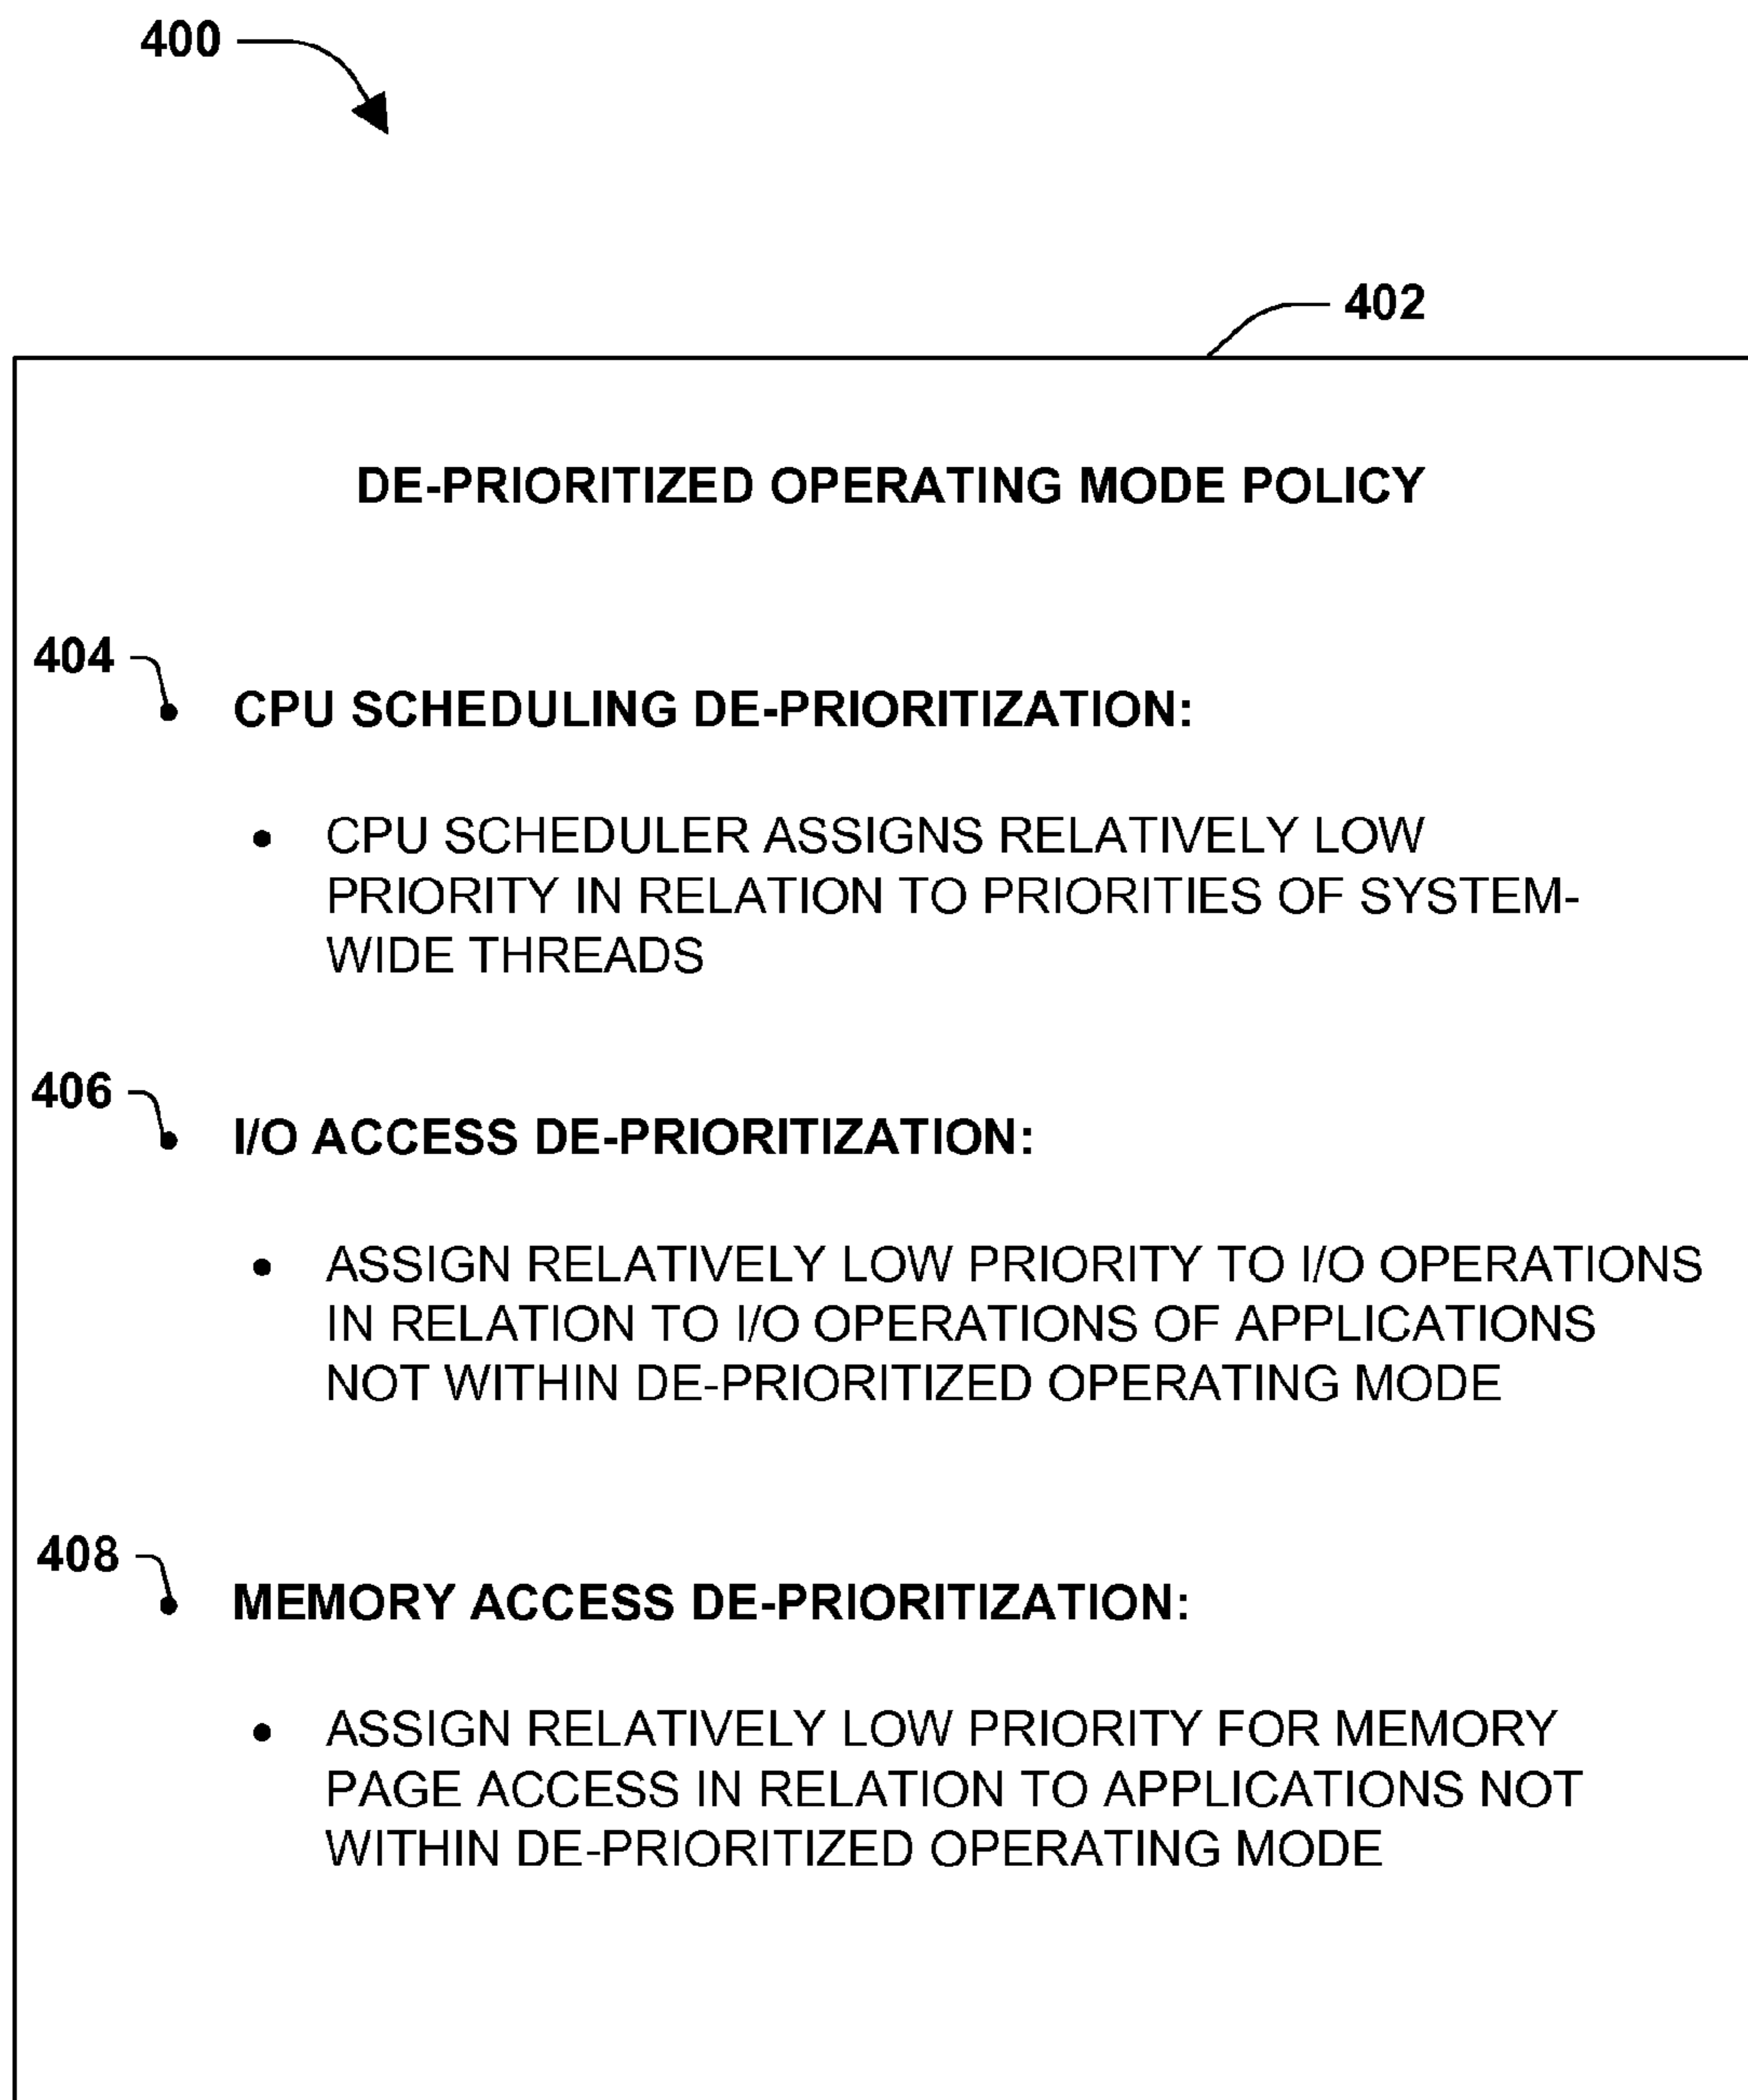 400
402
DE-PRIORITIZED OPERATING MODE POLICY
404
CPU SCHEDULING DE-PRIORITIZATION:
• CPU SCHEDULER ASSIGNS RELATIVELY LOW
PRIORITY IN RELATION TO PRIORITIES OF SYSTEM-
WIDE THREADS
406
I/O ACCESS DE-PRIORITIZATION:
• ASSIGN RELATIVELY LOW PRIORITY TO I/O OPERATIONS
IN RELATION TO I/O OPERATIONS OF APPLICATIONS
NOT WITHIN DE-PRIORITIZED OPERATING MODE
408
MEMORY ACCESS DE-PRIORITIZATION:
• ASSIGN RELATIVELY LOW PRIORITY FOR MEMORY
PAGE ACCESS IN RELATION TO APPLICATIONS NOT
WITHIN DE-PRIORITIZED OPERATING MODE